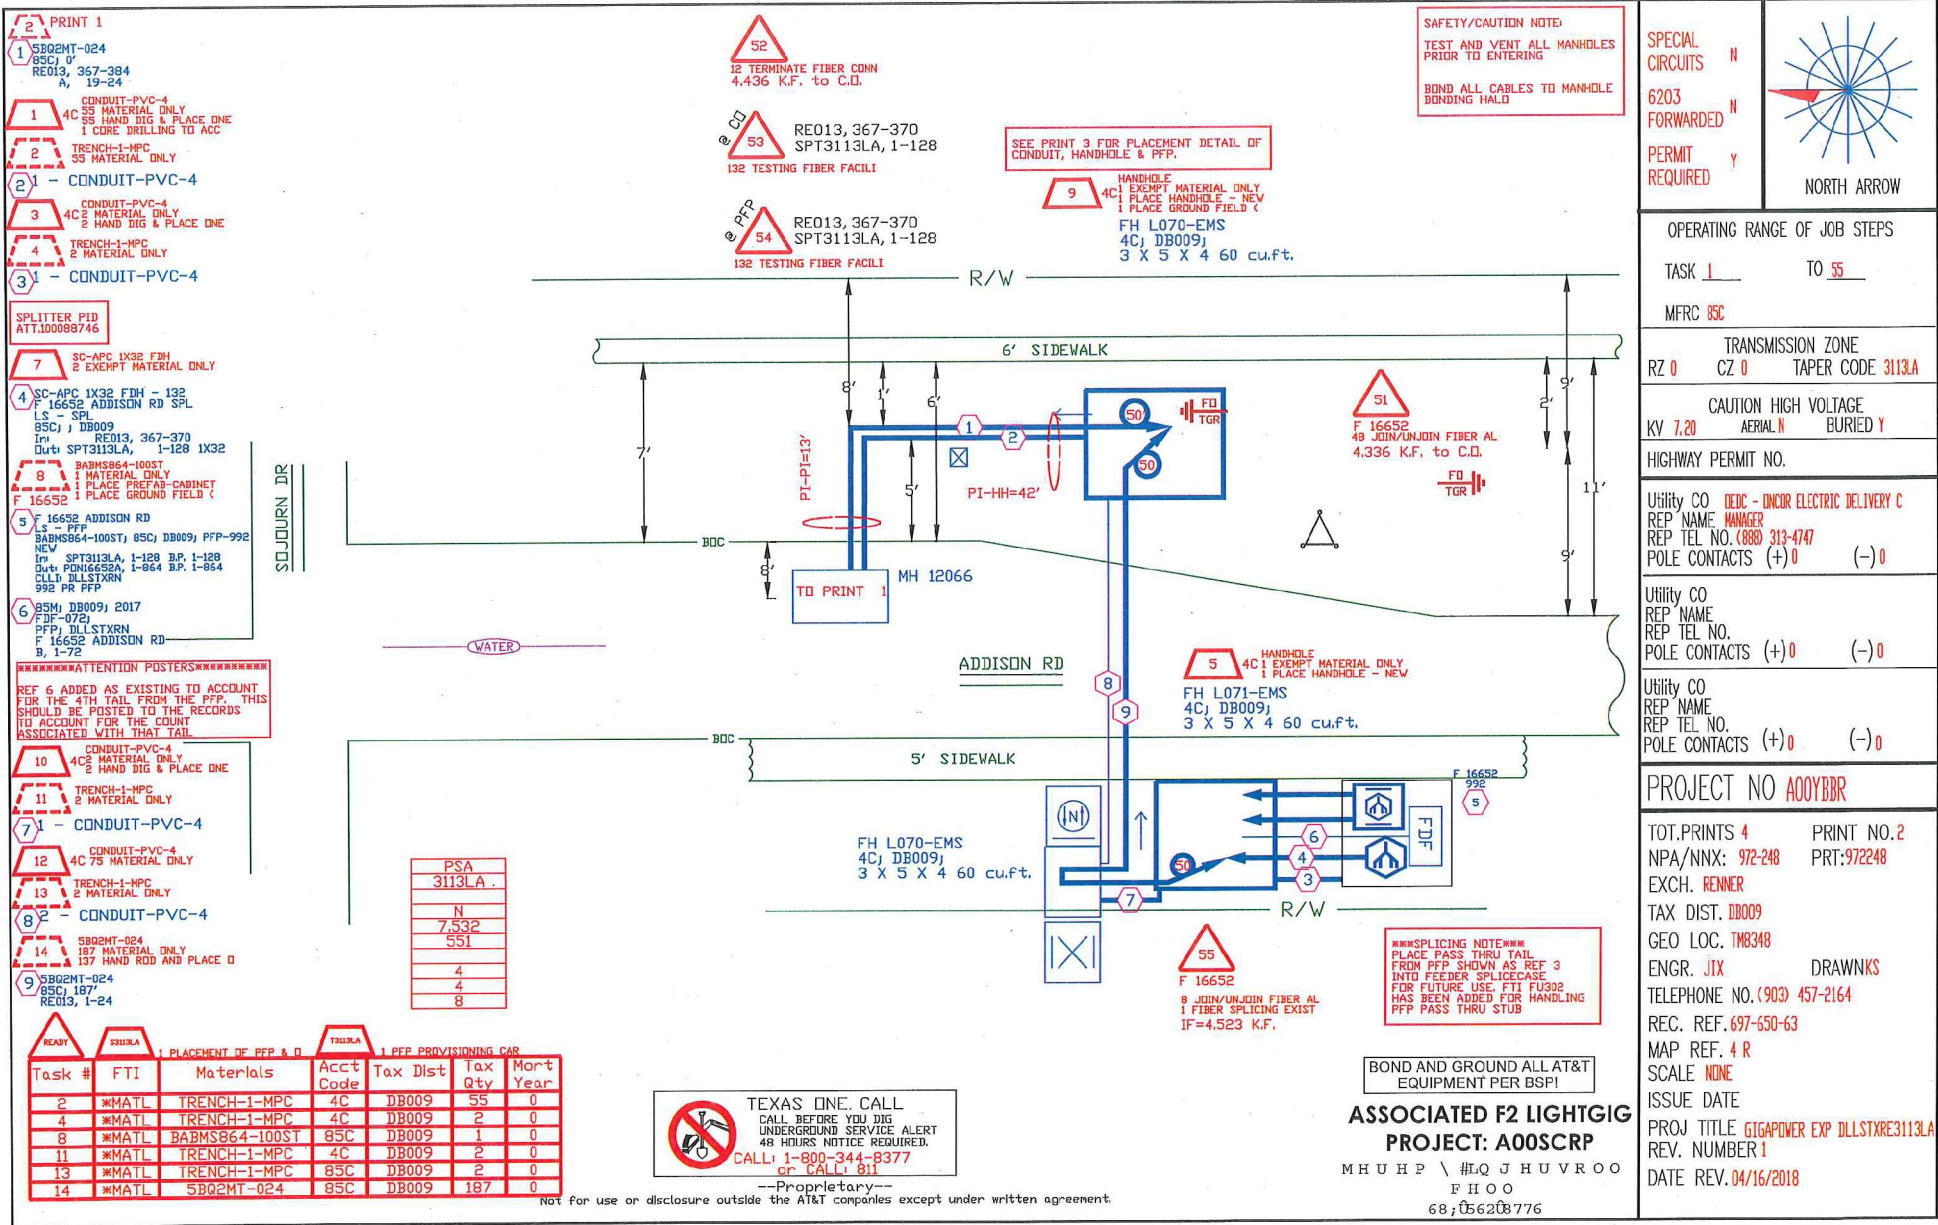 2 PRINT 1
1 5BQ2MT-024
85C; 0'
RE013, 367-384
A, 19-24
1 4C CONDUIT-PVC-4
55 MATERIAL ONLY
55 HAND DIG & PLACE ONE
1 CORE DRILLING TO ACC
2 TRENCH-1-MPC
55 MATERIAL ONLY
2 1 - CONDUIT-PVC-4
3 4C CONDUIT-PVC-4
2 MATERIAL ONLY
2 HAND DIG & PLACE ONE
4 TRENCH-1-MPC
2 MATERIAL ONLY
3 1 - CONDUIT-PVC-4
SPLITTER PID
ATT.100088746
7 SC-APC 1X32 FDH
2 EXEMPT MATERIAL ONLY
4 SC-APC 1X32 FDH - 132
F 16652 ADDISON RD SPL
LS - SPL
85C; ; DB009
In: RE013, 367-370
Out: SPT3113LA, 1-128 1X32
8 BABMS864-100ST
1 MATERIAL ONLY
1 PLACE PREFAB-CABINET
1 PLACE GROUND FIELD (
F 16652
5 F 16652 ADDISON RD
LS - PFP
BABMS864-100ST; 85C; DB009; PFP-992
NEW
In: SPT3113LA, 1-128 B.P. 1-128
Out: PON16652A, 1-864 B.P. 1-864
CLLI: DLLSTXRN
992 PR PFP
6 85M; DB009; 2017
FDF-072;
PFP; DLLSTXRN
F 16652 ADDISON RD
B, 1-72
********ATTENTION POSTERS**********
REF 6 ADDED AS EXISTING TO ACCOUNT
FOR THE 4TH TAIL FROM THE PFP. THIS
SHOULD BE POSTED TO THE RECORDS
TO ACCOUNT FOR THE COUNT
ASSOCIATED WITH THAT TAIL
10 4C CONDUIT-PVC-4
2 MATERIAL ONLY
2 HAND DIG & PLACE ONE
11 TRENCH-1-MPC
2 MATERIAL ONLY
7 1 - CONDUIT-PVC-4
12 CONDUIT-PVC-4
4C 75 MATERIAL ONLY
13 TRENCH-1-MPC
2 MATERIAL ONLY
8 2 - CONDUIT-PVC-4
14 5BQ2MT-024
187 MATERIAL ONLY
137 HAND ROD AND PLACE O
9 5BQ2MT-024
85C; 187'
RE013, 1-24
52
12 TERMINATE FIBER CONN
4.436 K.F. to C.O.
@ CO
53
RE013, 367-370
SPT3113LA, 1-128
132 TESTING FIBER FACILI
@ PFP
54
RE013, 367-370
SPT3113LA, 1-128
132 TESTING FIBER FACILI
SEE PRINT 3 FOR PLACEMENT DETAIL OF
CONDUIT, HANDHOLE & PFP.
9 4C HANDHOLE
1 EXEMPT MATERIAL ONLY
1 PLACE HANDHOLE - NEW
1 PLACE GROUND FIELD (
FH L070-EMS
4C; DB009;
3 X 5 X 4 60 cu.ft.
SAFETY/CAUTION NOTE:
TEST AND VENT ALL MANHOLES
PRIOR TO ENTERING
BOND ALL CABLES TO MANHOLE
BONDING HALO
R/W
6' SIDEWALK
8'
1'
6'
7'
5'
8'
2'
9'
11'
9'
1
2
50'
50
FO
TGR
PI-PI=13'
PI-HH=42'
51
F 16652
48 JOIN/UNJOIN FIBER AL
4.336 K.F. to C.O.
FO
TGR
SOJOURN DR
BOC
TO PRINT 1
MH 12066
WATER
ADDISON RD
8
9
5 4C HANDHOLE
1 EXEMPT MATERIAL ONLY
1 PLACE HANDHOLE - NEW
FH L071-EMS
4C; DB009;
3 X 5 X 4 60 cu.ft.
BOC
5' SIDEWALK
F 16652
992
5
N
FH L070-EMS
4C; DB009;
3 X 5 X 4 60 cu.ft.
50
6
4
3
7
FDF
R/W
55
F 16652
8 JOIN/UNJOIN FIBER AL
1 FIBER SPLICING EXIST
IF=4.523 K.F.
***SPLICING NOTE***
PLACE PASS THRU TAIL
FROM PFP SHOWN AS REF 3
INTO FEEDER SPLICECASE
FOR FUTURE USE. FTI FU302
HAS BEEN ADDED FOR HANDLING
PFP PASS THRU STUB
PSA
3113LA
N
7.532
551
4
4
8
READY
S3113LA
1 PLACEMENT OF PFP & O
T3113LA
1 PFP PROVISIONING CAR
Task # FTI Materials Acct Code Tax Dist Tax Qty Mort Year
2 *MATL TRENCH-1-MPC 4C DB009 55 0
4 *MATL TRENCH-1-MPC 4C DB009 2 0
8 *MATL BABMS864-100ST 85C DB009 1 0
11 *MATL TRENCH-1-MPC 4C DB009 2 0
13 *MATL TRENCH-1-MPC 85C DB009 2 0
14 *MATL 5BQ2MT-024 85C DB009 187 0
TEXAS ONE. CALL
CALL BEFORE YOU DIG
UNDERGROUND SERVICE ALERT
48 HOURS NOTICE REQUIRED.
CALL: 1-800-344-8377
or CALL: 811
--Proprietary--
Not for use or disclosure outside the AT&T companies except under written agreement.
BOND AND GROUND ALL AT&T
EQUIPMENT PER BSP!
ASSOCIATED F2 LIGHTGIG
PROJECT: A00SCRP
SPECIAL CIRCUITS N
6203 FORWARDED N
PERMIT REQUIRED Y
NORTH ARROW
OPERATING RANGE OF JOB STEPS
TASK 1 TO 55
MFRC 85C
TRANSMISSION ZONE
RZ 0 CZ 0 TAPER CODE 3113LA
CAUTION HIGH VOLTAGE
KV 7.20 AERIAL N BURIED Y
HIGHWAY PERMIT NO.
Utility CO OEDC - ONCOR ELECTRIC DELIVERY C
REP NAME MANAGER
REP TEL NO. (888) 313-4747
POLE CONTACTS (+) 0 (-) 0
Utility CO
REP NAME
REP TEL NO.
POLE CONTACTS (+) 0 (-) 0
Utility CO
REP NAME
REP TEL NO.
POLE CONTACTS (+) 0 (-) 0
PROJECT NO A00YBBR
TOT.PRINTS 4 PRINT NO.2
NPA/NNX: 972-248 PRT:972248
EXCH. RENNER
TAX DIST. DB009
GEO LOC. TM8348
ENGR. JIX DRAWNKS
TELEPHONE NO. (903) 457-2164
REC. REF. 697-650-63
MAP REF. 4 R
SCALE NONE
ISSUE DATE
PROJ TITLE GIGAPOWER EXP DLLSTXRE3113LA
REV. NUMBER 1
DATE REV. 04/16/2018